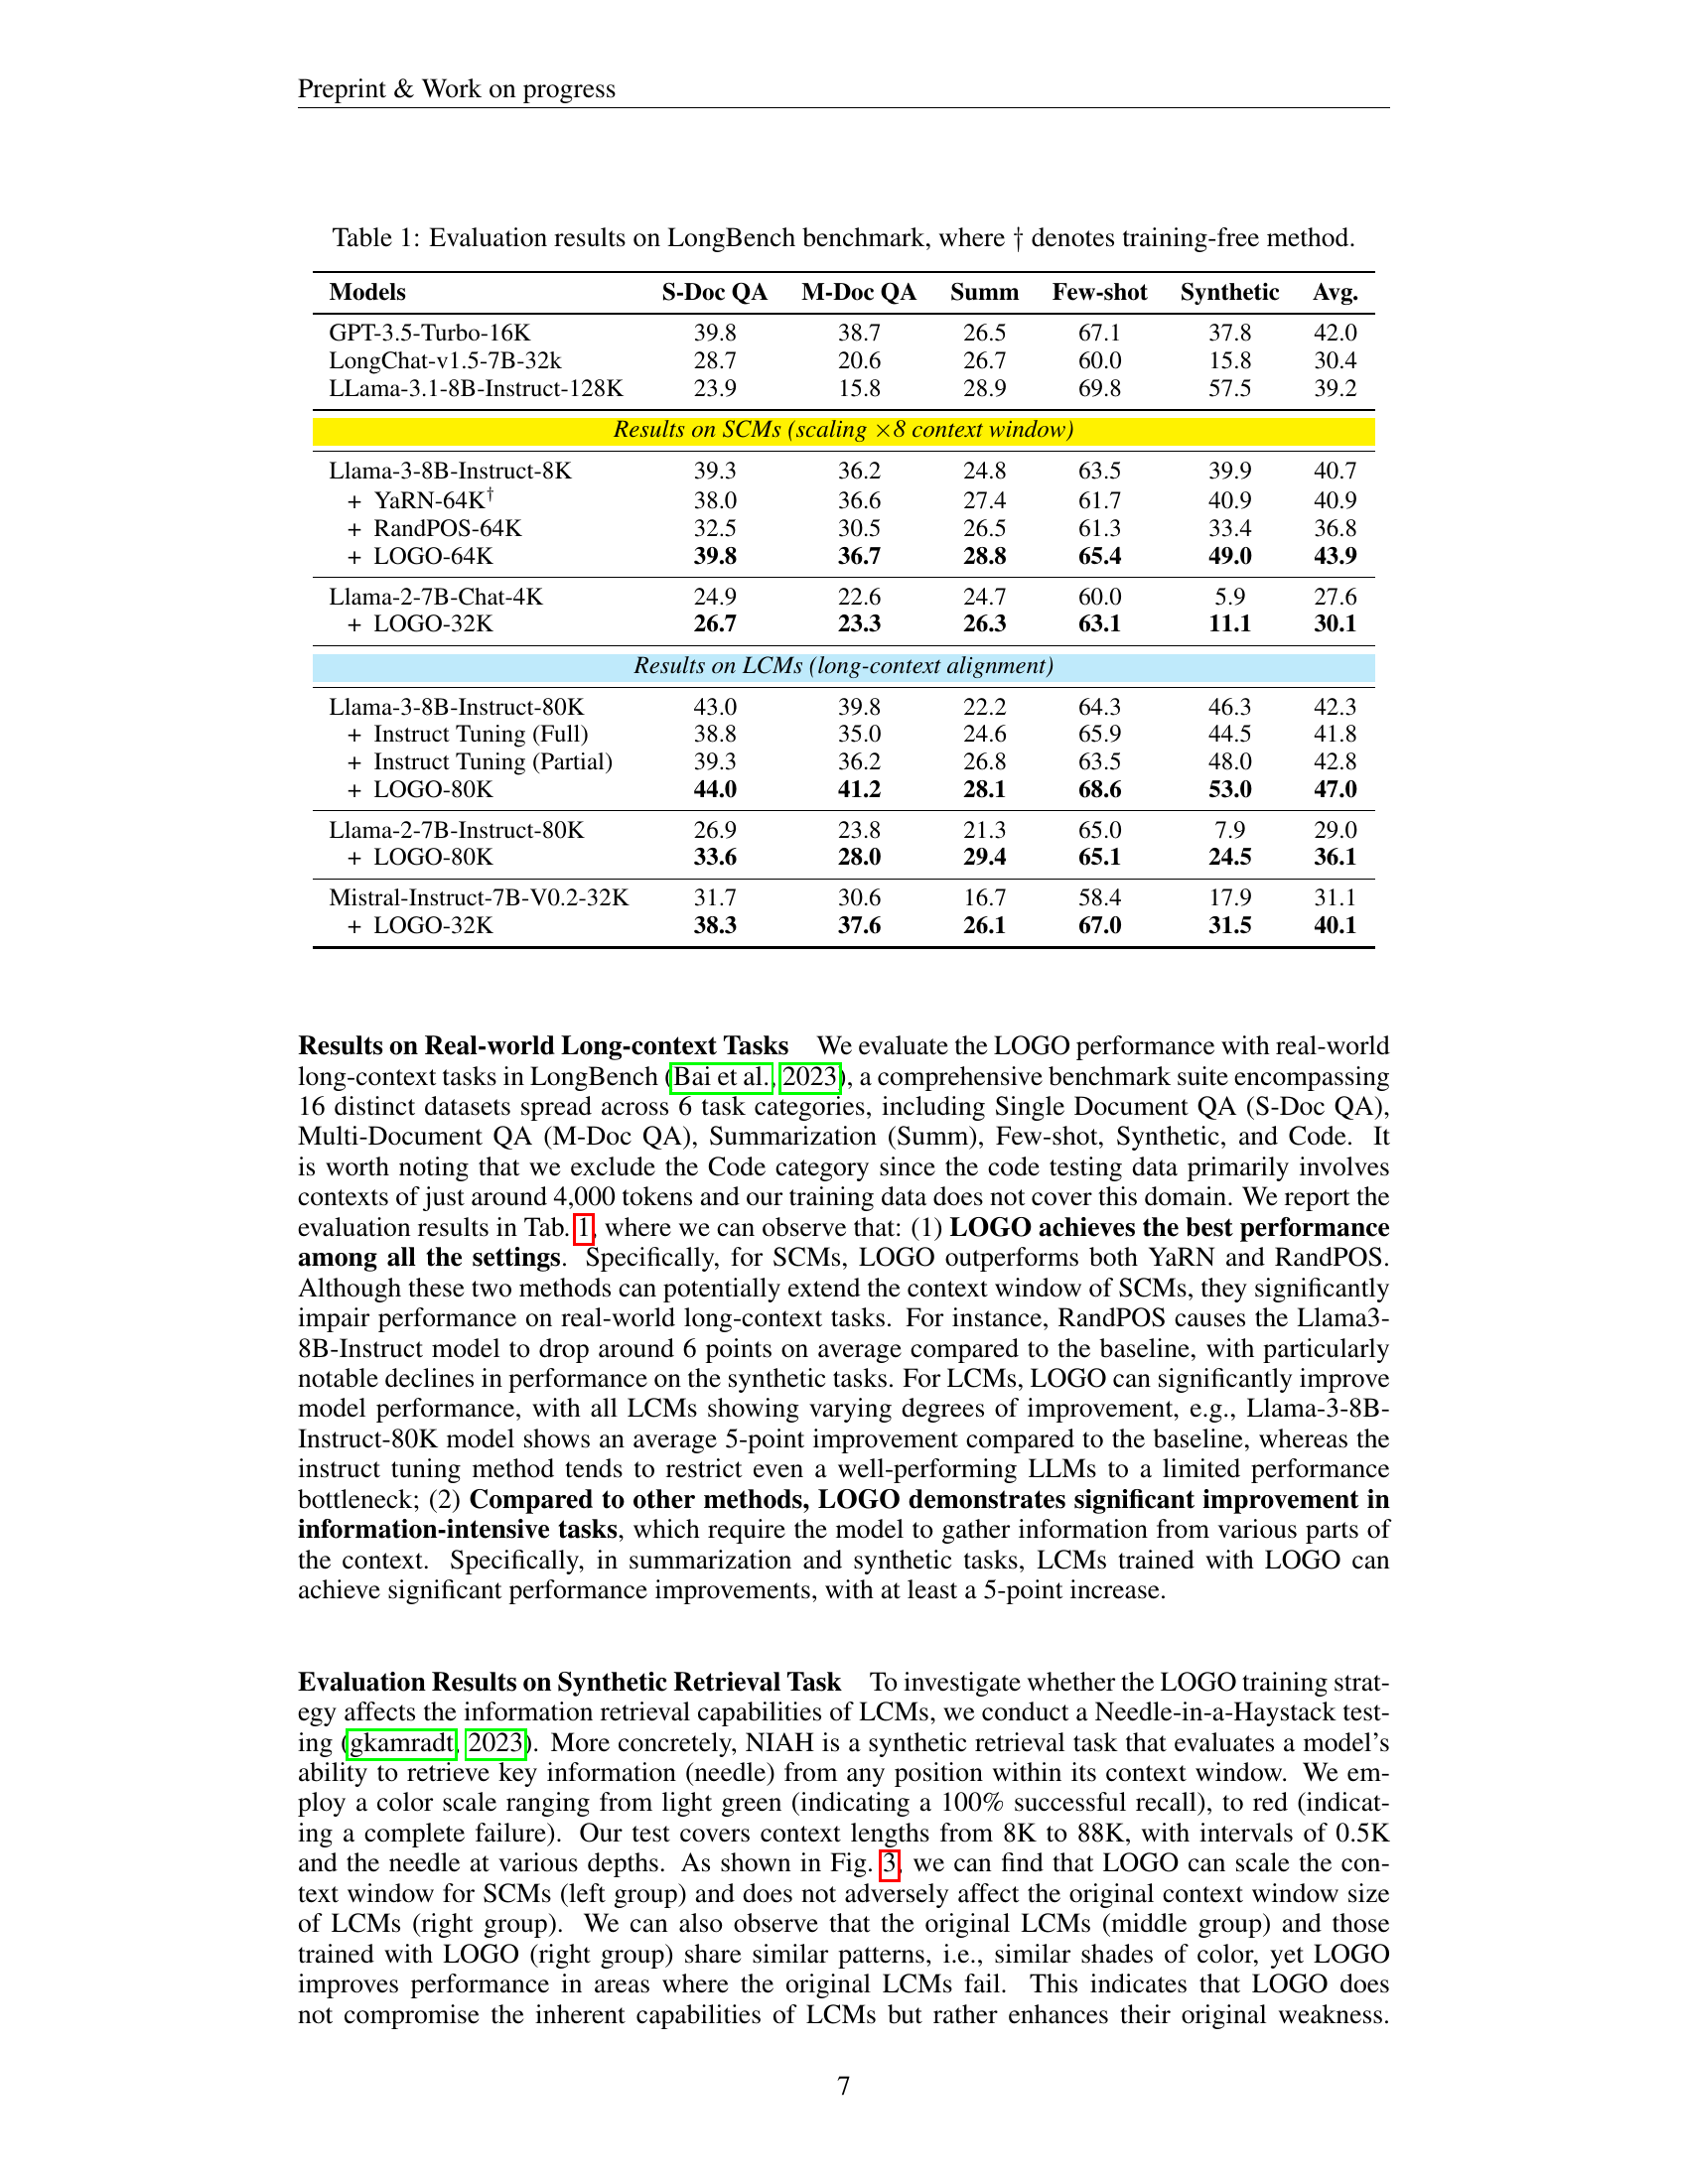 Preprint & Work on progress
Table 1: Evaluation results on LongBench benchmark, where † denotes training-free method.
Models S-Doc QA M-Doc QA Summ Few-shot Synthetic Avg.
GPT-3.5-Turbo-16K 39.8 38.7 26.5 67.1 37.8 42.0
LongChat-v1.5-7B-32k 28.7 20.6 26.7 60.0 15.8 30.4
LLama-3.1-8B-Instruct-128K 23.9 15.8 28.9 69.8 57.5 39.2
Results on SCMs (scaling ×8 context window)
Llama-3-8B-Instruct-8K 39.3 36.2 24.8 63.5 39.9 40.7
+ YaRN-64K† 38.0 36.6 27.4 61.7 40.9 40.9
+ RandPOS-64K 32.5 30.5 26.5 61.3 33.4 36.8
+ LOGO-64K 39.8 36.7 28.8 65.4 49.0 43.9
Llama-2-7B-Chat-4K 24.9 22.6 24.7 60.0 5.9 27.6
+ LOGO-32K 26.7 23.3 26.3 63.1 11.1 30.1
Results on LCMs (long-context alignment)
Llama-3-8B-Instruct-80K 43.0 39.8 22.2 64.3 46.3 42.3
+ Instruct Tuning (Full) 38.8 35.0 24.6 65.9 44.5 41.8
+ Instruct Tuning (Partial) 39.3 36.2 26.8 63.5 48.0 42.8
+ LOGO-80K 44.0 41.2 28.1 68.6 53.0 47.0
Llama-2-7B-Instruct-80K 26.9 23.8 21.3 65.0 7.9 29.0
+ LOGO-80K 33.6 28.0 29.4 65.1 24.5 36.1
Mistral-Instruct-7B-V0.2-32K 31.7 30.6 16.7 58.4 17.9 31.1
+ LOGO-32K 38.3 37.6 26.1 67.0 31.5 40.1
Results on Real-world Long-context Tasks We evaluate the LOGO performance with real-world
long-context tasks in LongBench (Bai et al., 2023), a comprehensive benchmark suite encompassing
16 distinct datasets spread across 6 task categories, including Single Document QA (S-Doc QA),
Multi-Document QA (M-Doc QA), Summarization (Summ), Few-shot, Synthetic, and Code. It
is worth noting that we exclude the Code category since the code testing data primarily involves
contexts of just around 4,000 tokens and our training data does not cover this domain. We report the
evaluation results in Tab. 1, where we can observe that: (1) LOGO achieves the best performance
among all the settings. Specifically, for SCMs, LOGO outperforms both YaRN and RandPOS.
Although these two methods can potentially extend the context window of SCMs, they significantly
impair performance on real-world long-context tasks. For instance, RandPOS causes the Llama3-
8B-Instruct model to drop around 6 points on average compared to the baseline, with particularly
notable declines in performance on the synthetic tasks. For LCMs, LOGO can significantly improve
model performance, with all LCMs showing varying degrees of improvement, e.g., Llama-3-8B-
Instruct-80K model shows an average 5-point improvement compared to the baseline, whereas the
instruct tuning method tends to restrict even a well-performing LLMs to a limited performance
bottleneck; (2) Compared to other methods, LOGO demonstrates significant improvement in
information-intensive tasks, which require the model to gather information from various parts of
the context. Specifically, in summarization and synthetic tasks, LCMs trained with LOGO can
achieve significant performance improvements, with at least a 5-point increase.
Evaluation Results on Synthetic Retrieval Task To investigate whether the LOGO training strat-
egy affects the information retrieval capabilities of LCMs, we conduct a Needle-in-a-Haystack test-
ing (gkamradt, 2023). More concretely, NIAH is a synthetic retrieval task that evaluates a model's
ability to retrieve key information (needle) from any position within its context window. We em-
ploy a color scale ranging from light green (indicating a 100% successful recall), to red (indicat-
ing a complete failure). Our test covers context lengths from 8K to 88K, with intervals of 0.5K
and the needle at various depths. As shown in Fig. 3, we can find that LOGO can scale the con-
text window for SCMs (left group) and does not adversely affect the original context window size
of LCMs (right group). We can also observe that the original LCMs (middle group) and those
trained with LOGO (right group) share similar patterns, i.e., similar shades of color, yet LOGO
improves performance in areas where the original LCMs fail. This indicates that LOGO does
not compromise the inherent capabilities of LCMs but rather enhances their original weakness.
7